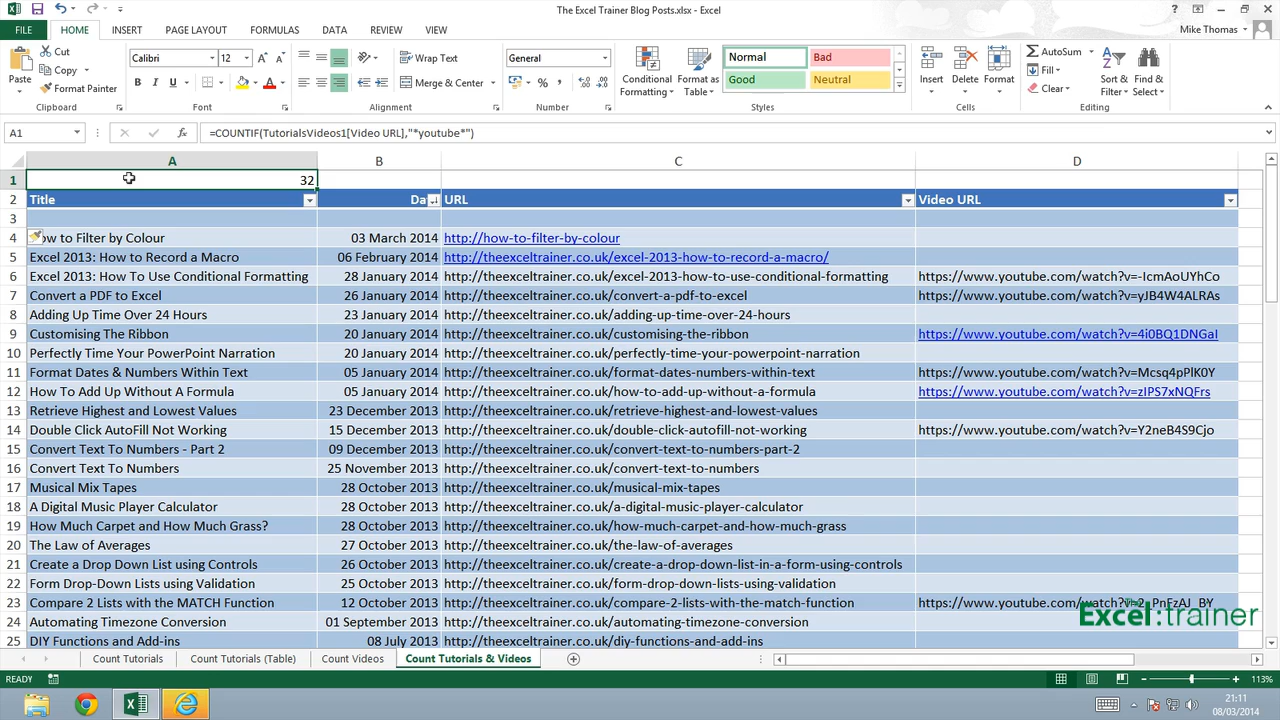 The Excel Trainer Blog Posts.xlsx - Excel
FILE HOME INSERT PAGE LAYOUT FORMULAS DATA REVIEW VIEW Mike Thomas
Paste Cut Copy Format Painter
Clipboard
Calibri 12
B I U
Font
Wrap Text
Merge & Center
Alignment
General
Number
Conditional Formatting
Format as Table
Normal Bad
Good Neutral
Styles
Insert Delete Format
Cells
AutoSum
Fill
Clear
Sort & Filter
Find & Select
Editing
A1 =COUNTIF(TutorialsVideos1[Video URL],"*youtube*")
A B C D
1 32
2 Title Da URL Video URL
3
4 ow to Filter by Colour 03 March 2014 http://how-to-filter-by-colour
5 Excel 2013: How to Record a Macro 06 February 2014 http://theexceltrainer.co.uk/excel-2013-how-to-record-a-macro/
6 Excel 2013: How To Use Conditional Formatting 28 January 2014 http://theexceltrainer.co.uk/excel-2013-how-to-use-conditional-formatting https://www.youtube.com/watch?v=-IcmAoUYhCo
7 Convert a PDF to Excel 26 January 2014 http://theexceltrainer.co.uk/convert-a-pdf-to-excel https://www.youtube.com/watch?v=yJB4W4ALRAs
8 Adding Up Time Over 24 Hours 23 January 2014 http://theexceltrainer.co.uk/adding-up-time-over-24-hours
9 Customising The Ribbon 20 January 2014 http://theexceltrainer.co.uk/customising-the-ribbon https://www.youtube.com/watch?v=4i0BQ1DNGaI
10 Perfectly Time Your PowerPoint Narration 20 January 2014 http://theexceltrainer.co.uk/perfectly-time-your-powerpoint-narration
11 Format Dates & Numbers Within Text 05 January 2014 http://theexceltrainer.co.uk/format-dates-numbers-within-text https://www.youtube.com/watch?v=Mcsq4pPlK0Y
12 How To Add Up Without A Formula 05 January 2014 http://theexceltrainer.co.uk/how-to-add-up-without-a-formula https://www.youtube.com/watch?v=zIPS7xNQFrs
13 Retrieve Highest and Lowest Values 23 December 2013 http://theexceltrainer.co.uk/retrieve-highest-and-lowest-values
14 Double Click AutoFill Not Working 15 December 2013 http://theexceltrainer.co.uk/double-click-autofill-not-working https://www.youtube.com/watch?v=Y2neB4S9Cjo
15 Convert Text To Numbers - Part 2 09 December 2013 http://theexceltrainer.co.uk/convert-text-to-numbers-part-2
16 Convert Text To Numbers 25 November 2013 http://theexceltrainer.co.uk/convert-text-to-numbers
17 Musical Mix Tapes 28 October 2013 http://theexceltrainer.co.uk/musical-mix-tapes
18 A Digital Music Player Calculator 28 October 2013 http://theexceltrainer.co.uk/a-digital-music-player-calculator
19 How Much Carpet and How Much Grass? 28 October 2013 http://theexceltrainer.co.uk/how-much-carpet-and-how-much-grass
20 The Law of Averages 27 October 2013 http://theexceltrainer.co.uk/the-law-of-averages
21 Create a Drop Down List using Controls 26 October 2013 http://theexceltrainer.co.uk/create-a-drop-down-list-in-a-form-using-controls
22 Form Drop-Down Lists using Validation 25 October 2013 http://theexceltrainer.co.uk/form-drop-down-lists-using-validation
23 Compare 2 Lists with the MATCH Function 12 October 2013 http://theexceltrainer.co.uk/compare-2-lists-with-the-match-function https://www.youtube.com/watch?v=2_PnFzAJ_BY
24 Automating Timezone Conversion 01 September 2013 http://theexceltrainer.co.uk/automating-timezone-conversion
25 DIY Functions and Add-ins 08 July 2013 http://theexceltrainer.co.uk/diy-functions-and-add-ins
Excel:trainer
Count Tutorials Count Tutorials (Table) Count Videos Count Tutorials & Videos
READY 113%
21:11
08/03/2014